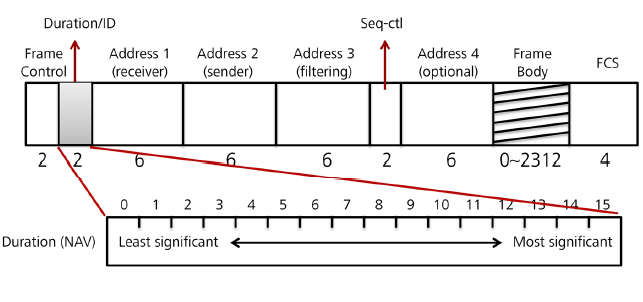 Duration/ID
Seq-ctl
Frame Control
Address 1 (receiver)
Address 2 (sender)
Address 3 (filtering)
Address 4 (optional)
Frame Body
FCS
2 2 6 6 6 2 6 0~2312 4
0 1 2 3 4 5 6 7 8 9 10 11 12 13 14 15
Duration (NAV) Least significant Most significant